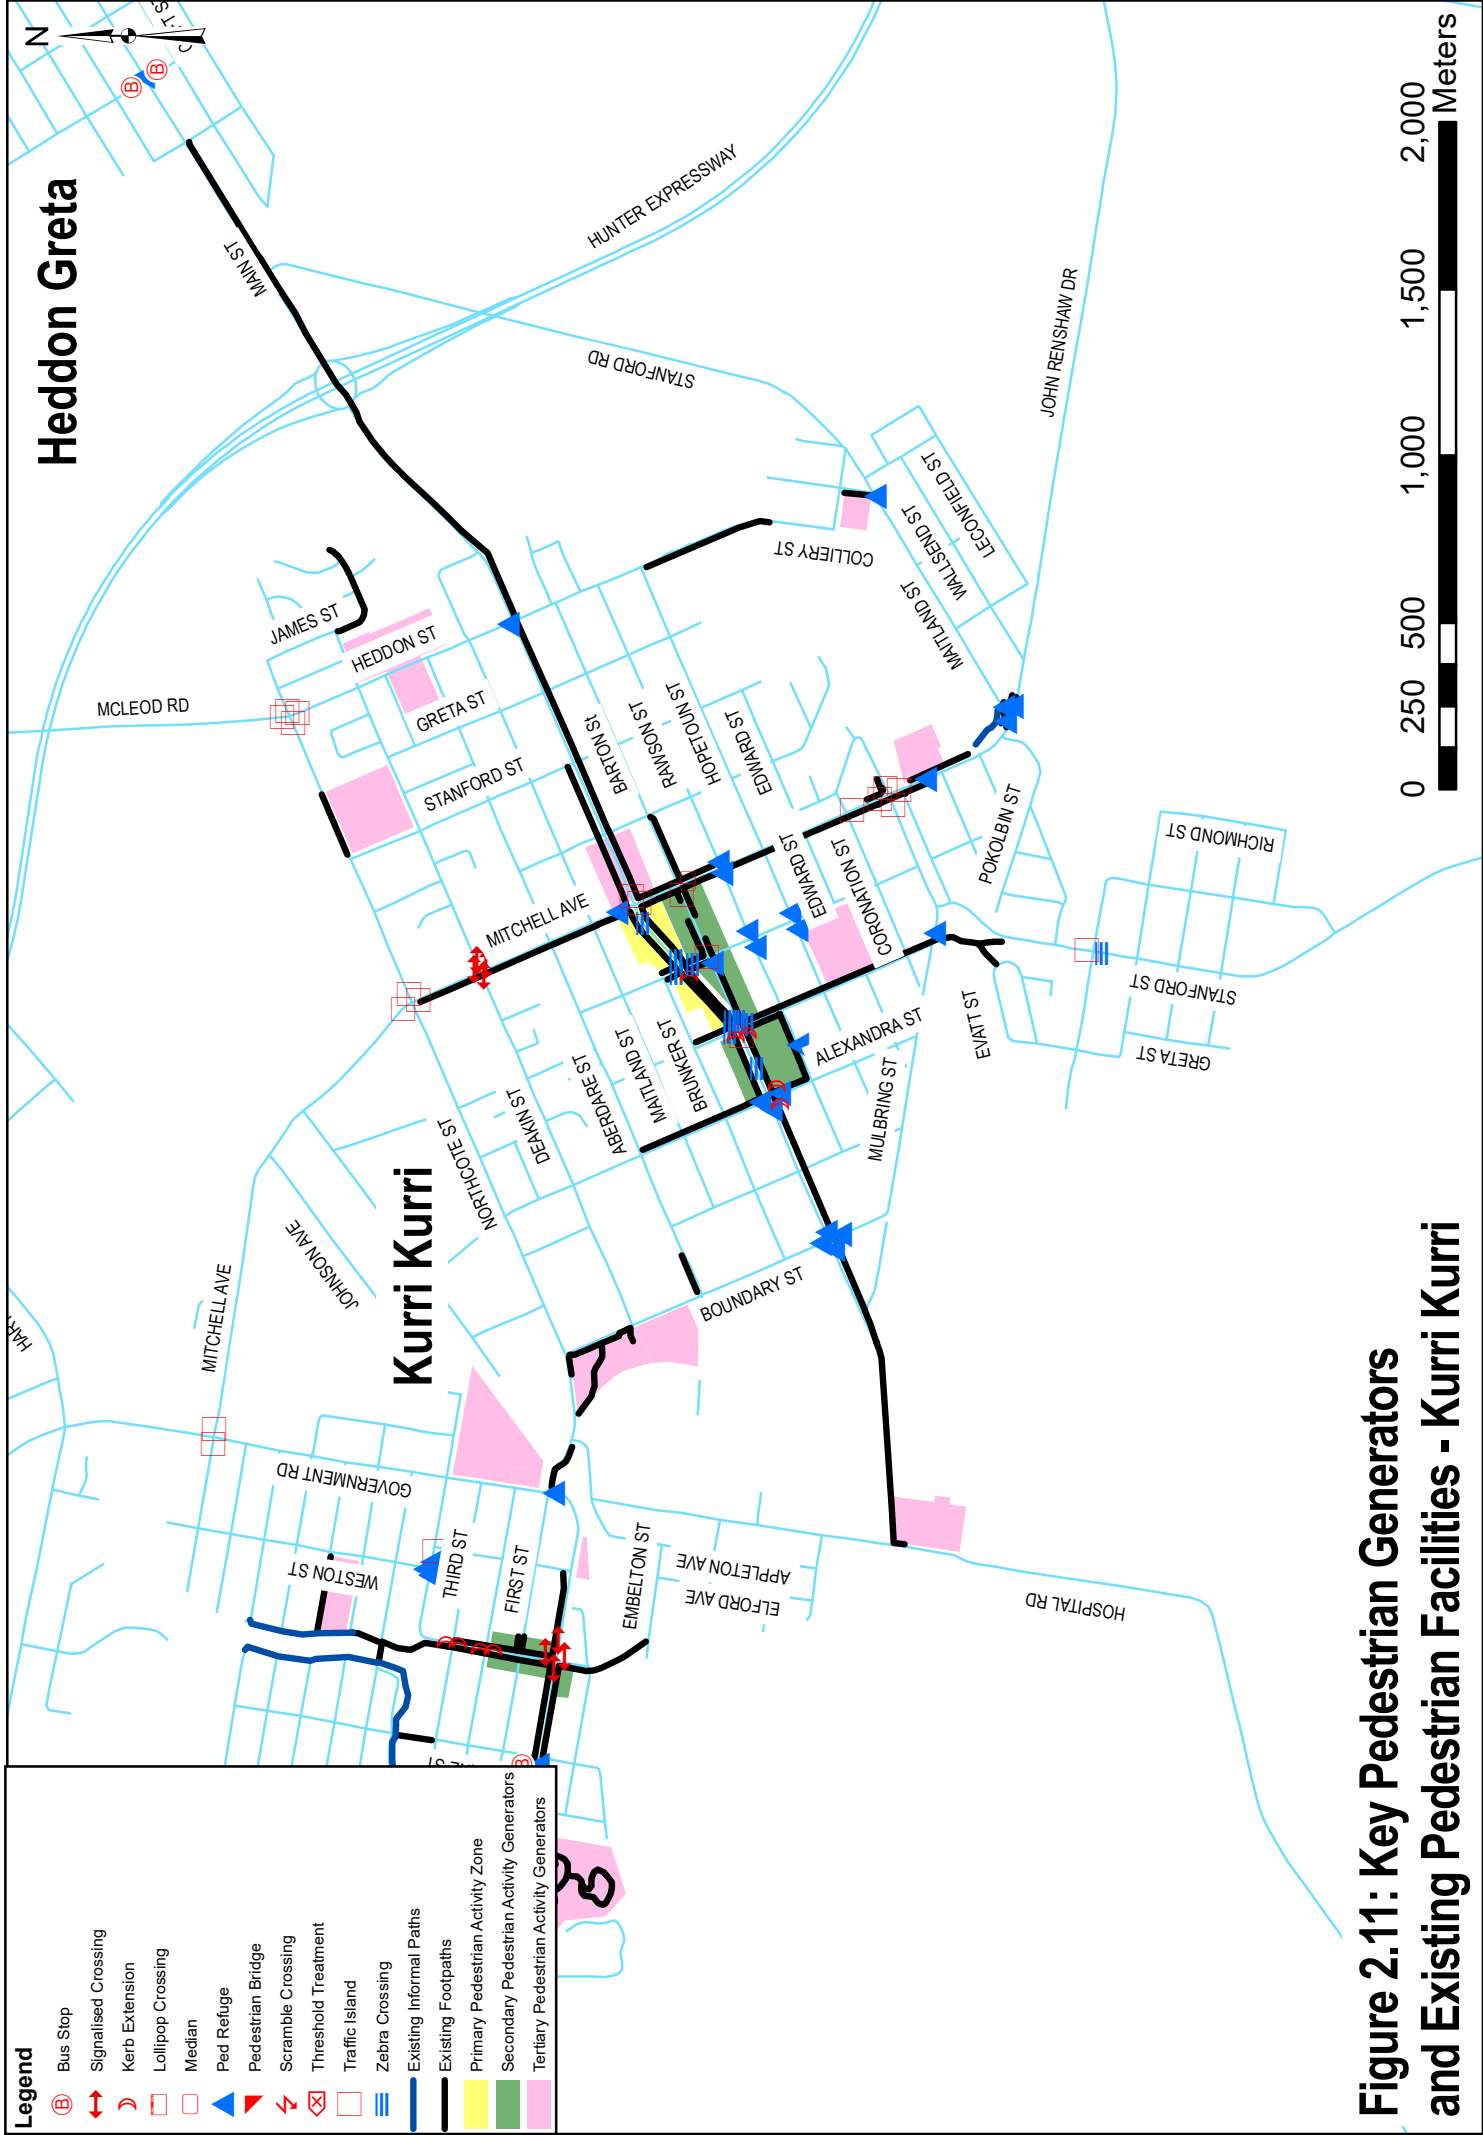 Heddon Greta
Kurri Kurri
N
MAIN ST
HUNTER EXPRESSWAY
STANFORD RD
JOHN RENSHAW DR
MCLEOD RD
JAMES ST
HEDDON ST
GRETA ST
STANFORD ST
MITCHELL AVE
BARTON St
RAWSON ST
HOPETOUN ST
EDWARD ST
COLLIERY ST
LECONFIELD ST
WALLSEND ST
MAITLAND ST
EDWARD ST
CORONATION ST
POKOLBIN ST
RICHMOND ST
STANFORD ST
GRETA ST
EVATT ST
ALEXANDRA ST
MULBRING ST
BRUNKER ST
MAITLAND ST
ABERDARE ST
DEAKIN ST
NORTHCOTE ST
JOHNSON AVE
MITCHELL AVE
BOUNDARY ST
GOVERNMENT RD
WESTON ST
THIRD ST
FIRST ST
EMBELTON ST
APPLETON AVE
ELFORD AVE
HOSPITAL RD
B
B
B
Legend
B Bus Stop
Signalised Crossing
Kerb Extension
Lollipop Crossing
Median
Ped Refuge
Pedestrian Bridge
Scramble Crossing
Threshold Treatment
Traffic Island
Zebra Crossing
Existing Informal Paths
Existing Footpaths
Primary Pedestrian Activity Zone
Secondary Pedestrian Activity Generators
Tertiary Pedestrian Activity Generators
0 250 500 1,000 1,500 2,000
Meters
Figure 2.11: Key Pedestrian Generators
and Existing Pedestrian Facilities - Kurri Kurri